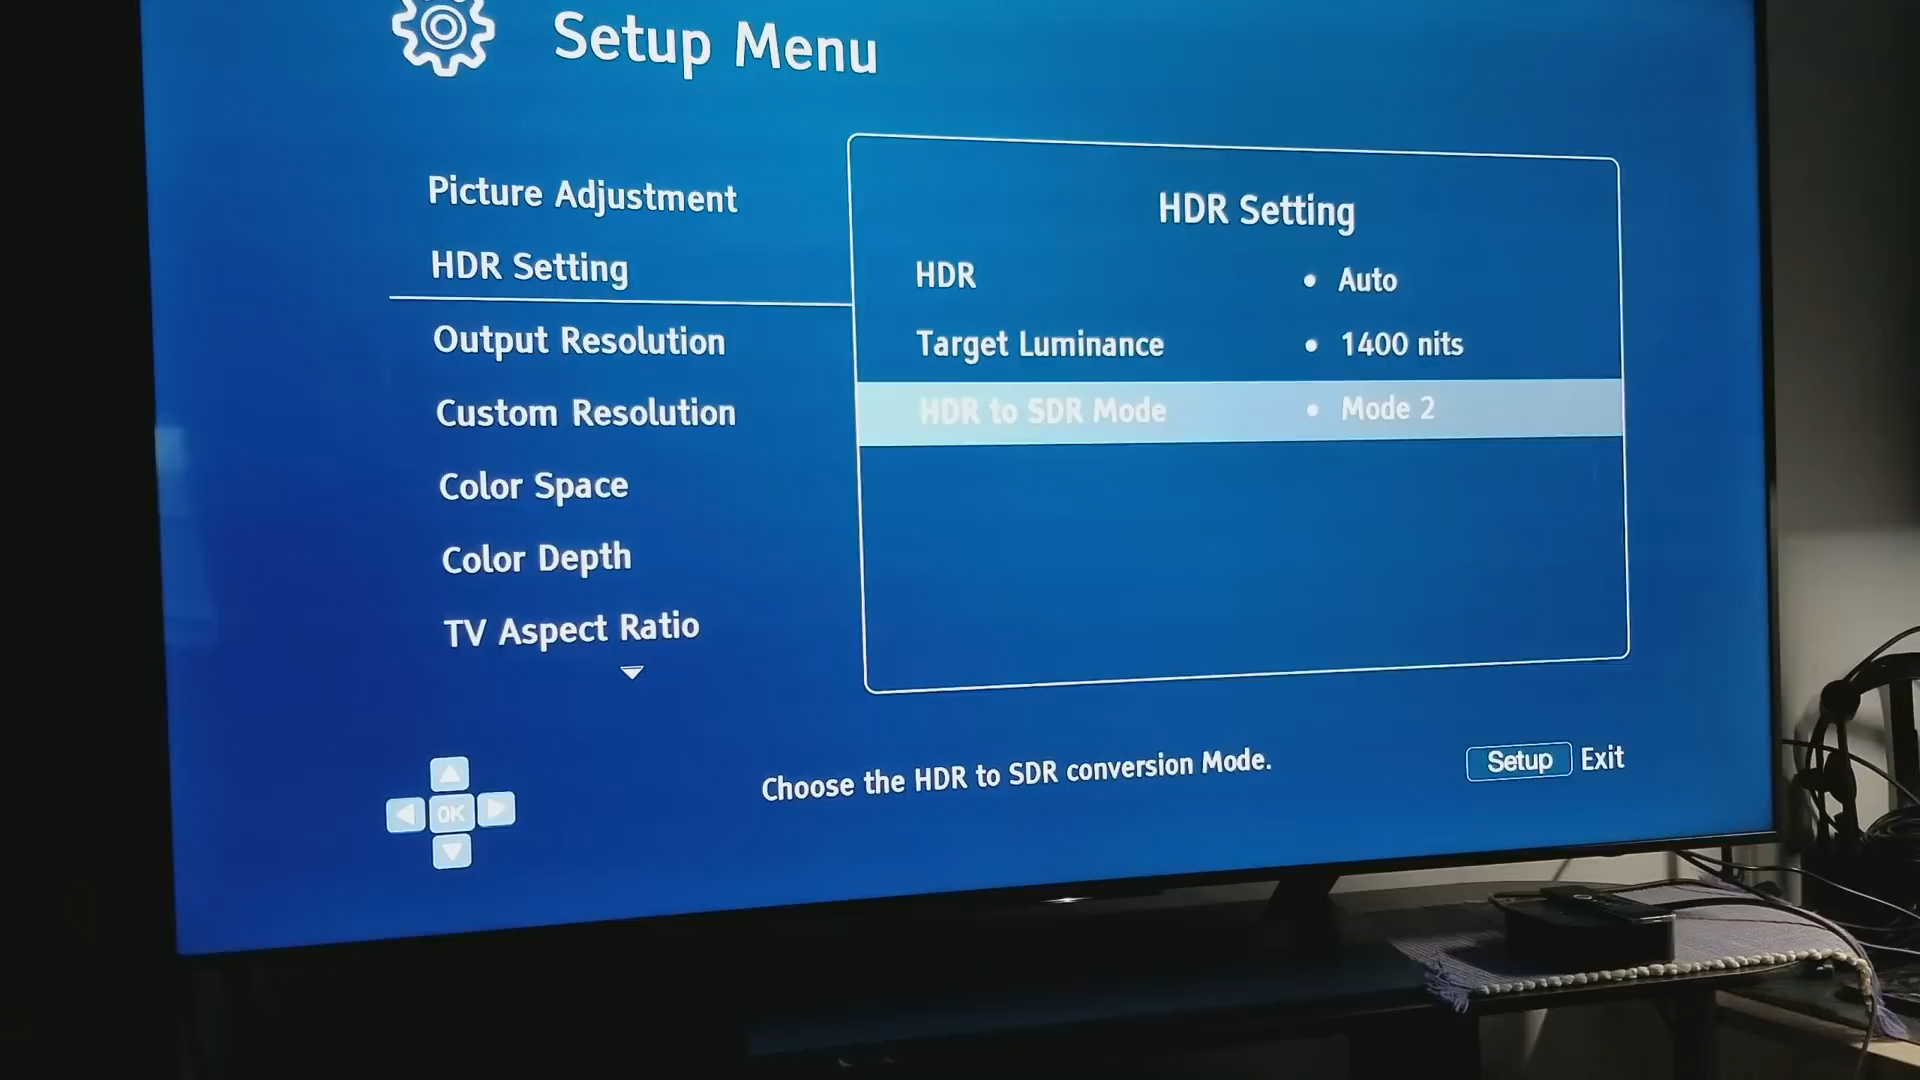 Setup Menu
Picture Adjustment
HDR Setting
Output Resolution
Custom Resolution
Color Space
Color Depth
TV Aspect Ratio
HDR Setting
HDR • Auto
Target Luminance • 1400 nits
HDR to SDR Mode • Mode 2
OK
Choose the HDR to SDR conversion Mode.
Setup Exit